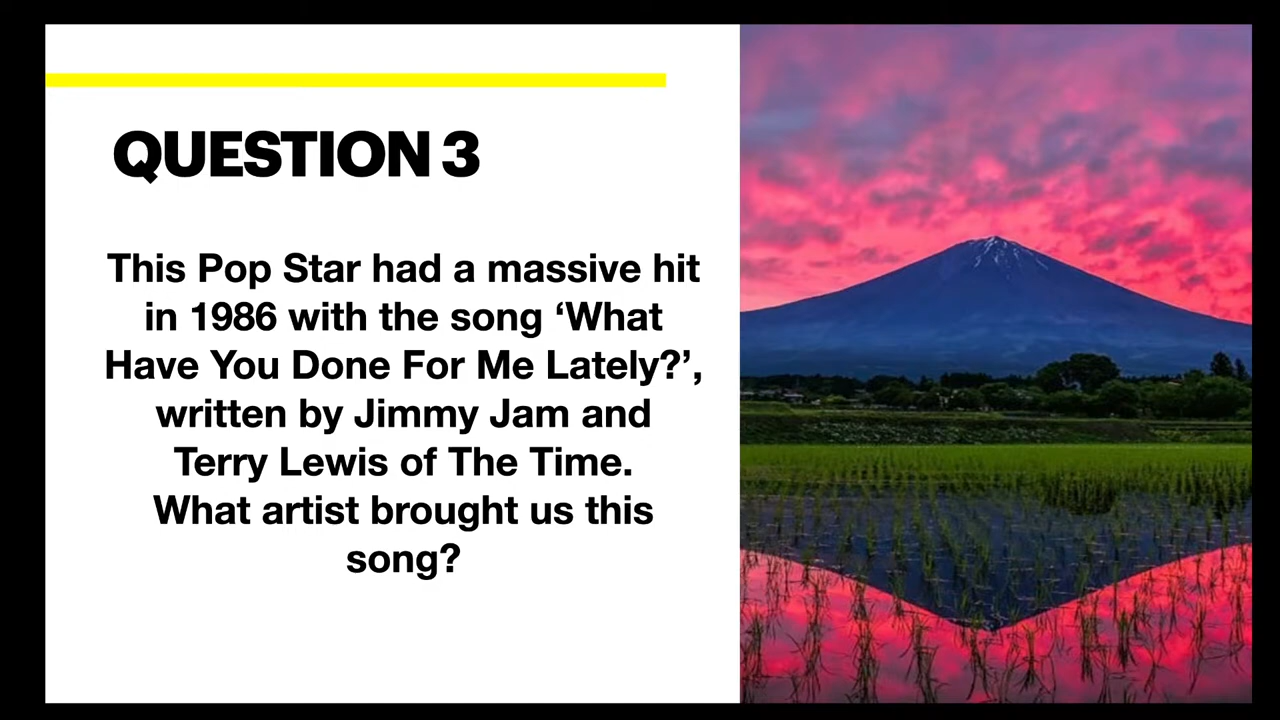 QUESTION 3
This Pop Star had a massive hit
in 1986 with the song ‘What
Have You Done For Me Lately?’,
written by Jimmy Jam and
Terry Lewis of The Time.
What artist brought us this
song?